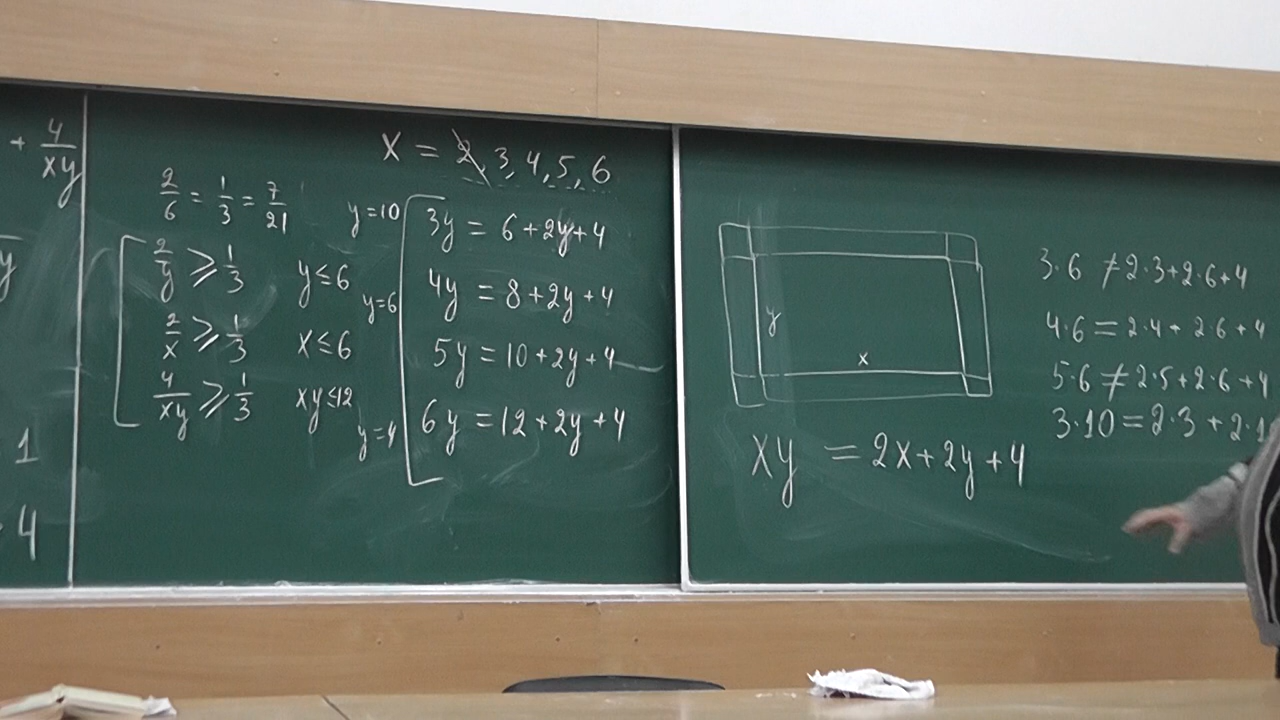 + 4/xy
y
1
4
2/6 = 1/3 = 7/21
2/y ⩾ 1/3 y ≤ 6
2/x ⩾ 1/3 x ≤ 6
4/xy ⩾ 1/3 xy ≤ 12
X = 2, 3, 4, 5, 6
y=10 3y = 6 + 2y + 4
y=6 4y = 8 + 2y + 4
5y = 10 + 2y + 4
y=4 6y = 12 + 2y + 4
y
x
xy = 2x + 2y + 4
3·6 ≠ 2·3 + 2·6 + 4
4·6 = 2·4 + 2·6 + 4
5·6 ≠ 2·5 + 2·6 + 4
3·10 = 2·3 + 2·1